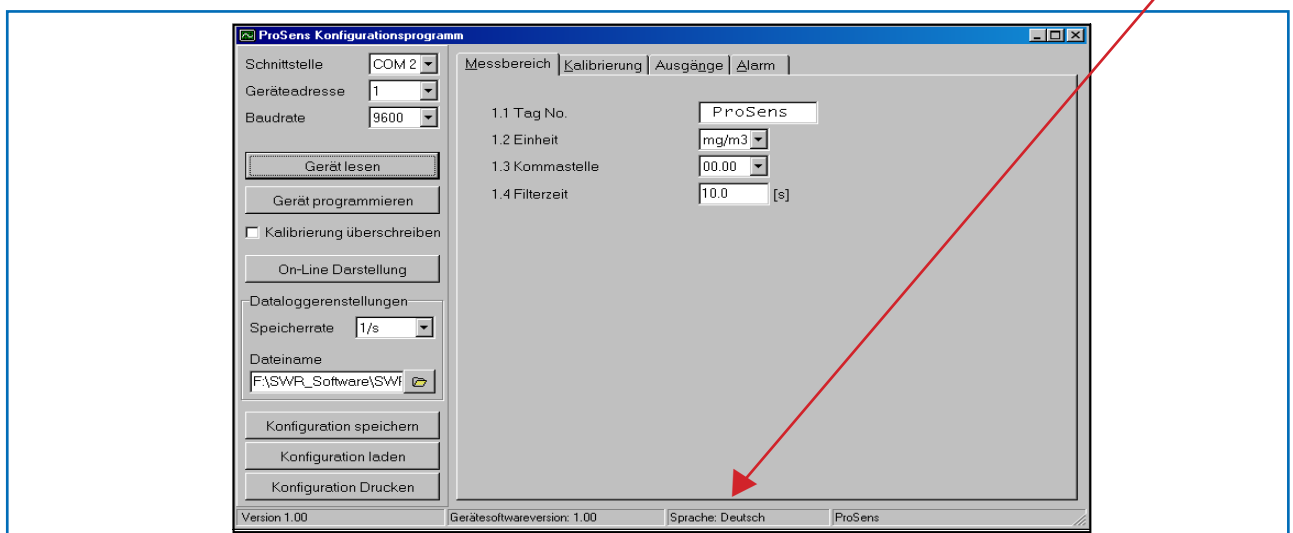 ProSens Konfigurationsprogramm
Schnittstelle COM 2
Geräteadresse 1
Baudrate 9600
Gerät lesen
Gerät programmieren
Kalibrierung überschreiben
On-Line Darstellung
Dataloggerenstellungen
Speicherrate 1/s
Dateiname
F:\SWR_Software\SWF
Konfiguration speichern
Konfiguration laden
Konfiguration Drucken
Messbereich Kalibrierung Ausgänge Alarm
1.1 Tag No. ProSens
1.2 Einheit mg/m3
1.3 Kommastelle 00.00
1.4 Filterzeit 10.0 [s]
Version 1.00 Gerätesoftwareversion: 1.00 Sprache: Deutsch ProSens